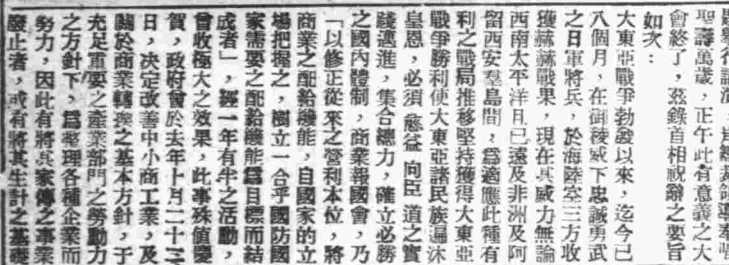 聖壽萬歲，正午此有意義之大
會終了，茲錄首相祝辭之要旨
如次：
大東亞戰爭勃發以來，迄今已
八個月，在御稜威下忠誠勇武
之日軍將兵，於海陸空三方收
獲赫赫戰果，現在其威力無論
西南太平洋且已遠及非洲及阿
留西安羣島間，爲適應此種有
利之戰局推移堅持獲得大東亞
戰爭勝利使大東亞諸民族遍沐
皇恩，必須 慫向臣道之實
踐邁進，集合總力，確立必勝
之國內體制，商業報國會，乃
「以修正從來之營利本位，將
商業之配給機能，自國家的立
場把握之，樹立一合乎國防國
家需要之配給機能爲目標而結
成者」，經一年有半之活動，
曾收極大之效果，此事殊值慶
賀，政府曾於去年十月二十二
日，決定改善中小商工業，及
關於商業轉換之基本方針，于
充足重要之產業部門之勞動力
之方針下，爲整理各種企業而
努力，因此有將其家傳之事業
廢止者，或有將其生計之基礎